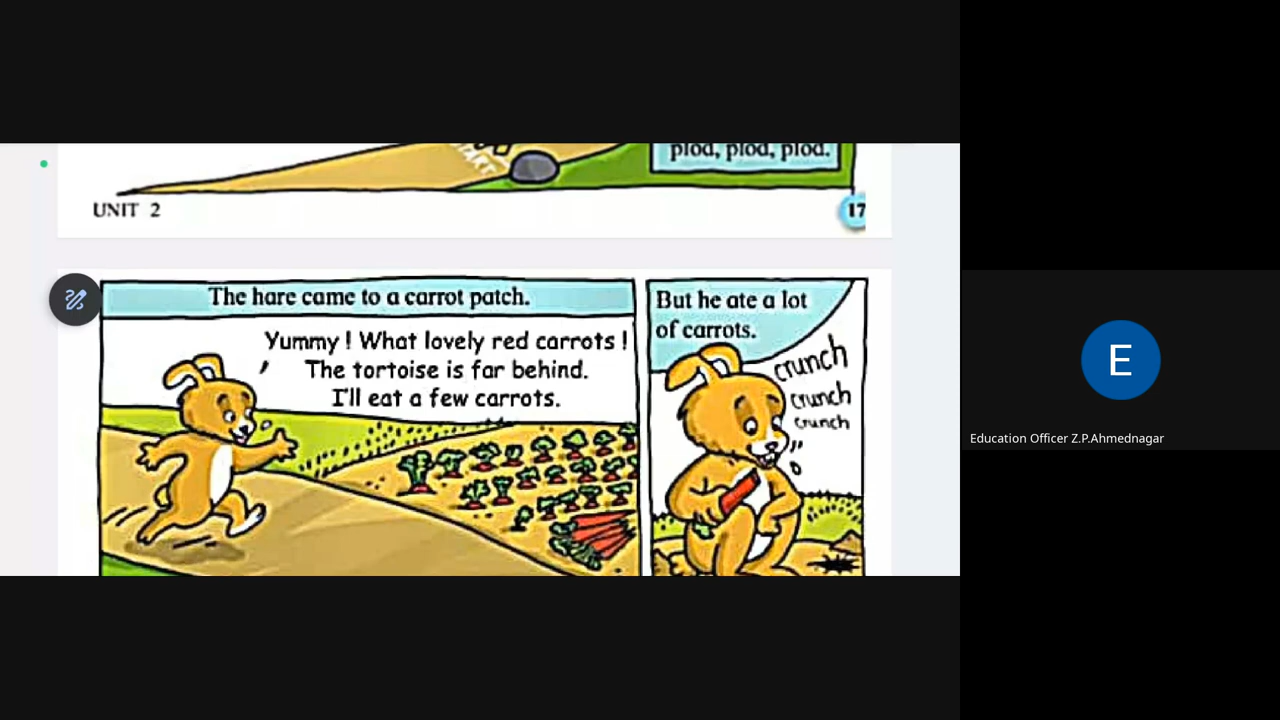 START
plod, plod, plod.
UNIT 2
17
The hare came to a carrot patch.
Yummy ! What lovely red carrots !
The tortoise is far behind.
I'll eat a few carrots.
But he ate a lot
of carrots.
crunch
crunch
crunch
E
Education Officer Z.P.Ahmednagar